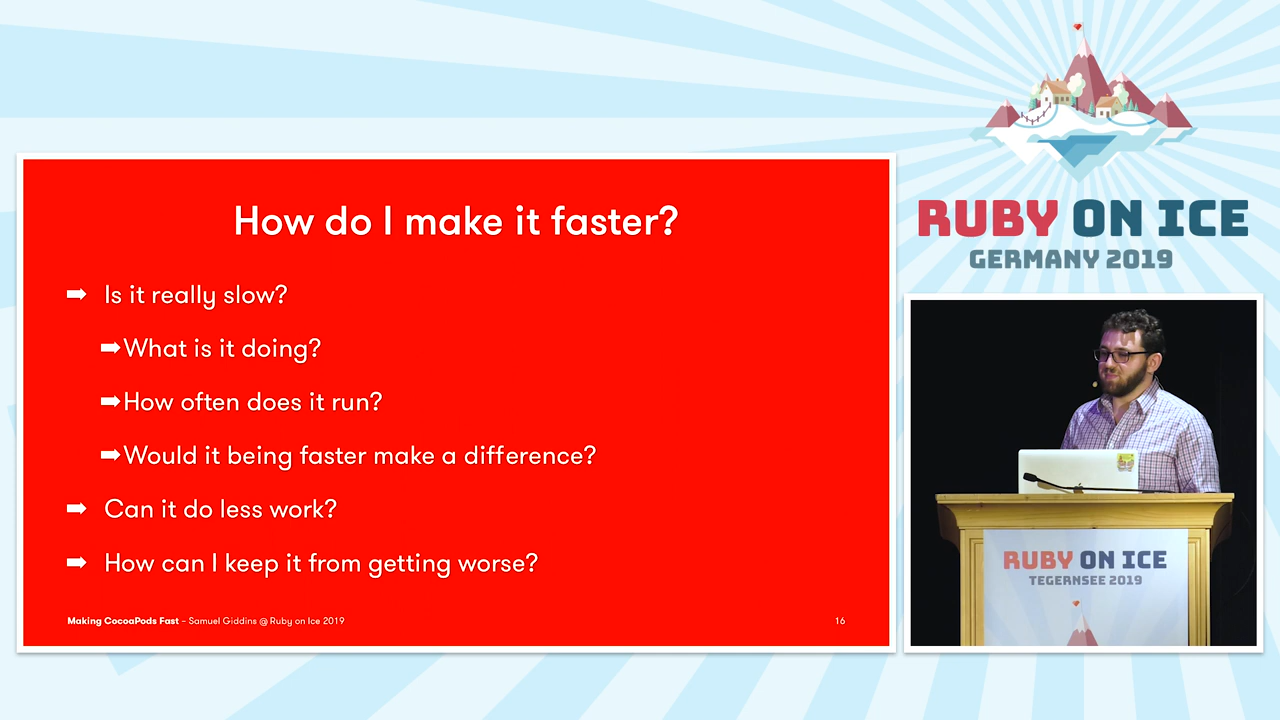 How do I make it faster?
➡ Is it really slow?
➡What is it doing?
➡How often does it run?
➡Would it being faster make a difference?
➡ Can it do less work?
➡ How can I keep it from getting worse?
Making CocoaPods Fast – Samuel Giddins @ Ruby on Ice 2019
16
RUBY ON ICE
GERMANY 2019
RUBY ON ICE
TEGERNSEE 2019